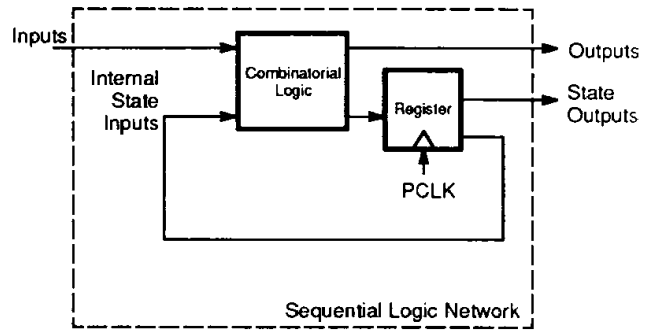 Inputs
Combinatorial
Logic
Outputs
Internal
State
Inputs
Register
State
Outputs
PCLK
Sequential Logic Network